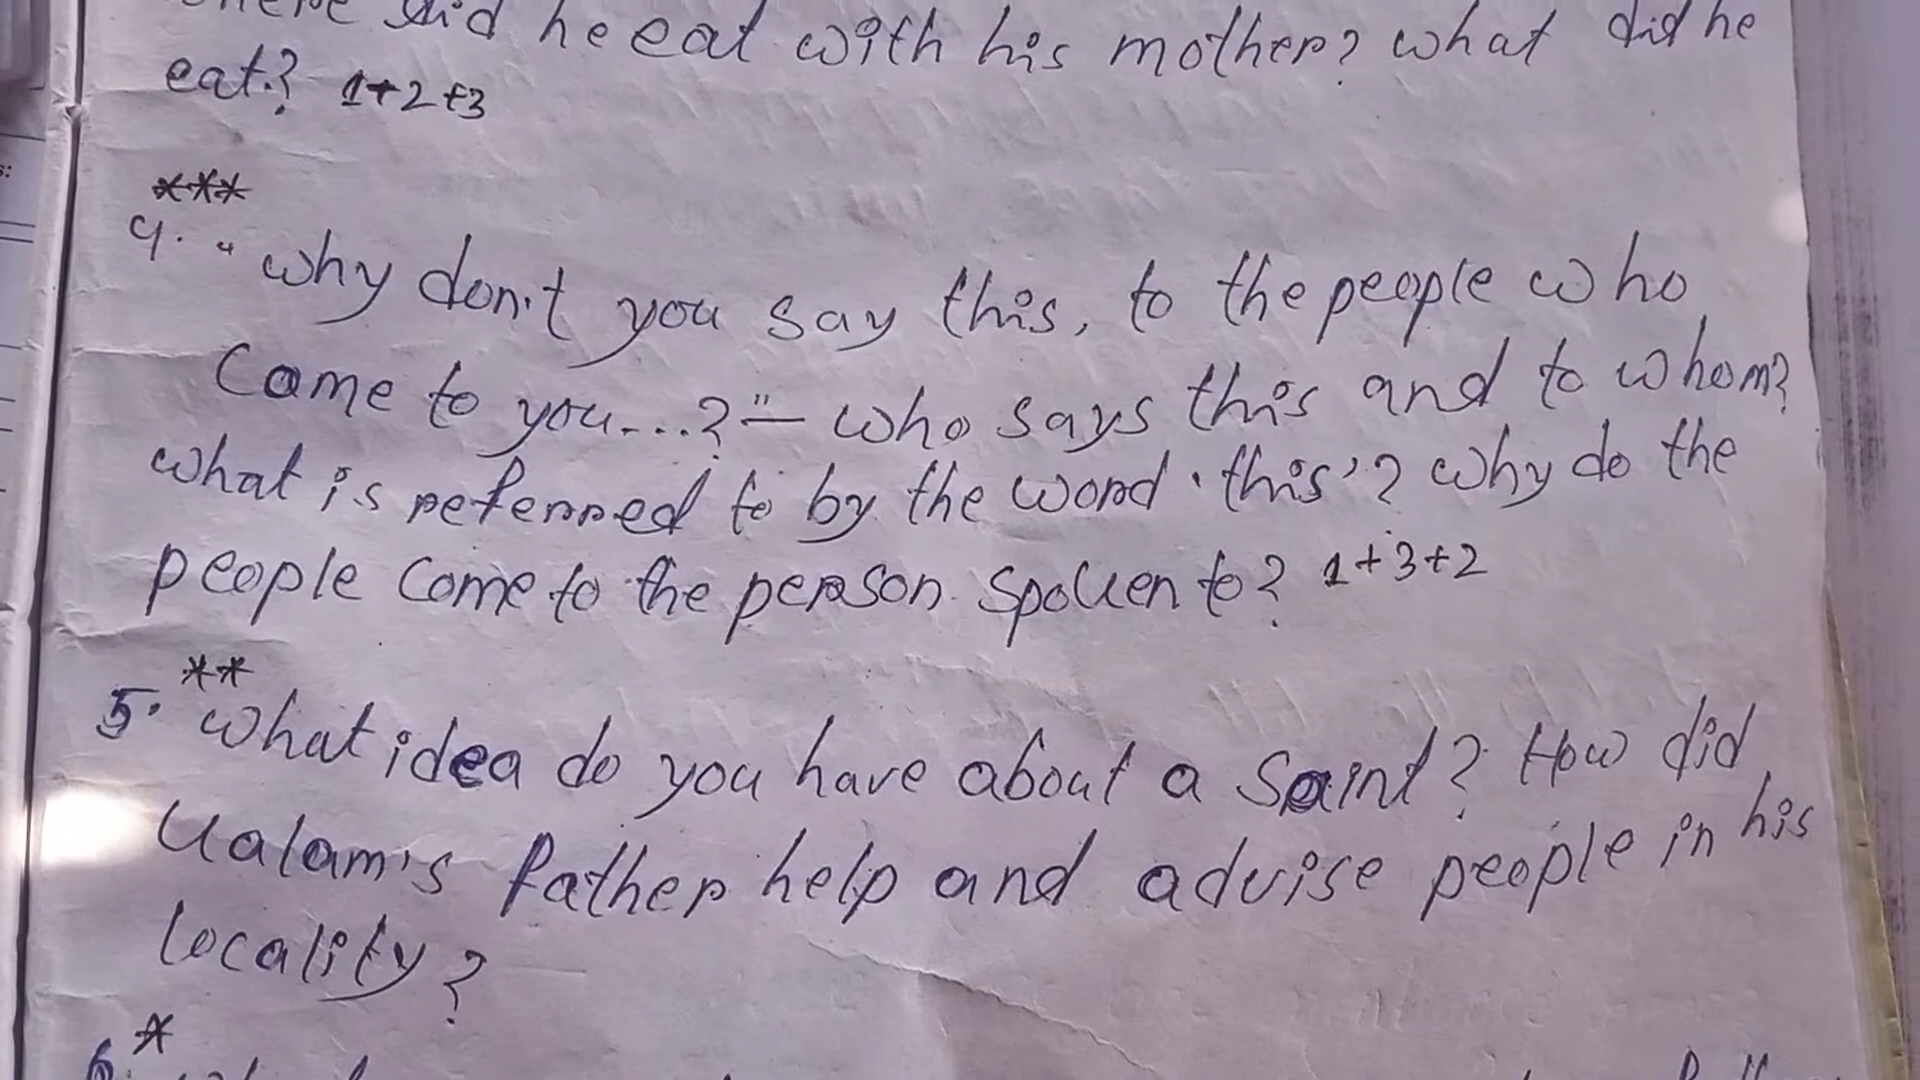 where did he eat with his mother? what did he
eat? 1+2+3
***
4. "why don't you say this, to the people who
Come to you....?" – who says this and to whom?
what is referred to by the word 'this'? why do the
people come to the person spoken to? 1+3+2
**
5. what idea do you have about a Saint? How did
Kalam's father help and advise people in his
locality?
*
6.